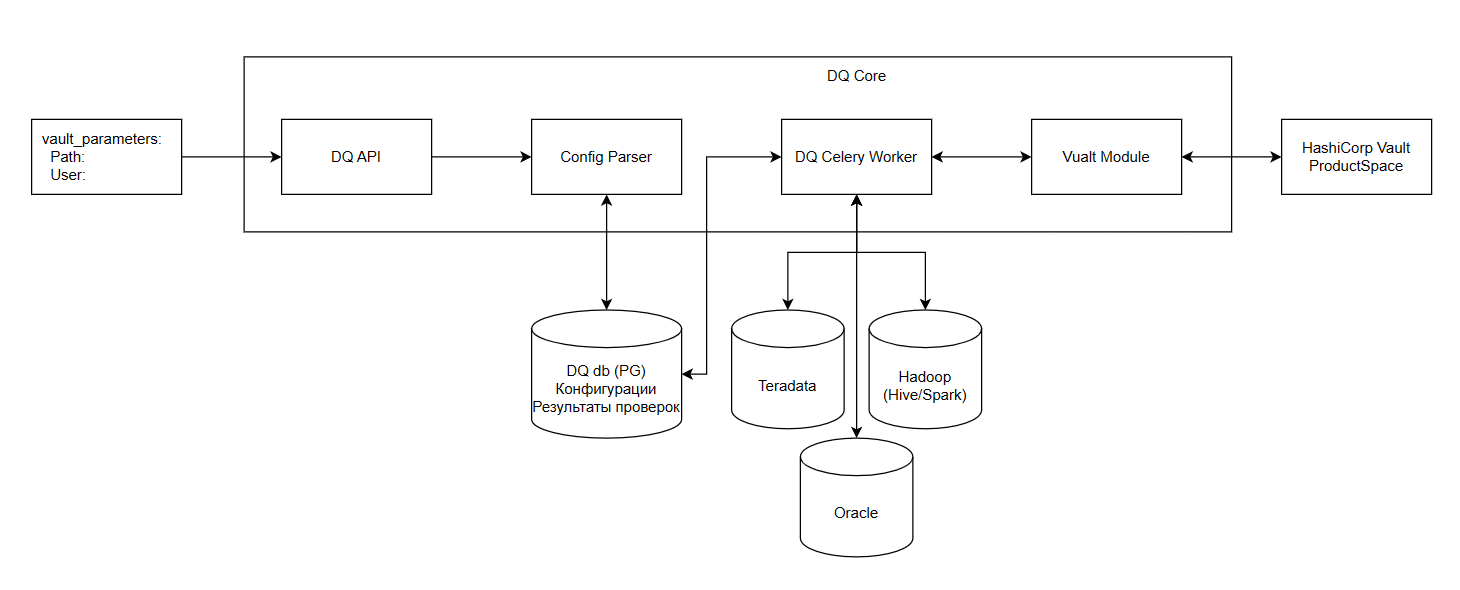 DQ Core
vault_parameters:
Path:
User:
DQ API
Config Parser
DQ Celery Worker
Vualt Module
HashiCorp Vault
ProductSpace
DQ db (PG)
Конфигурации
Результаты проверок
Teradata
Hadoop
(Hive/Spark)
Oracle